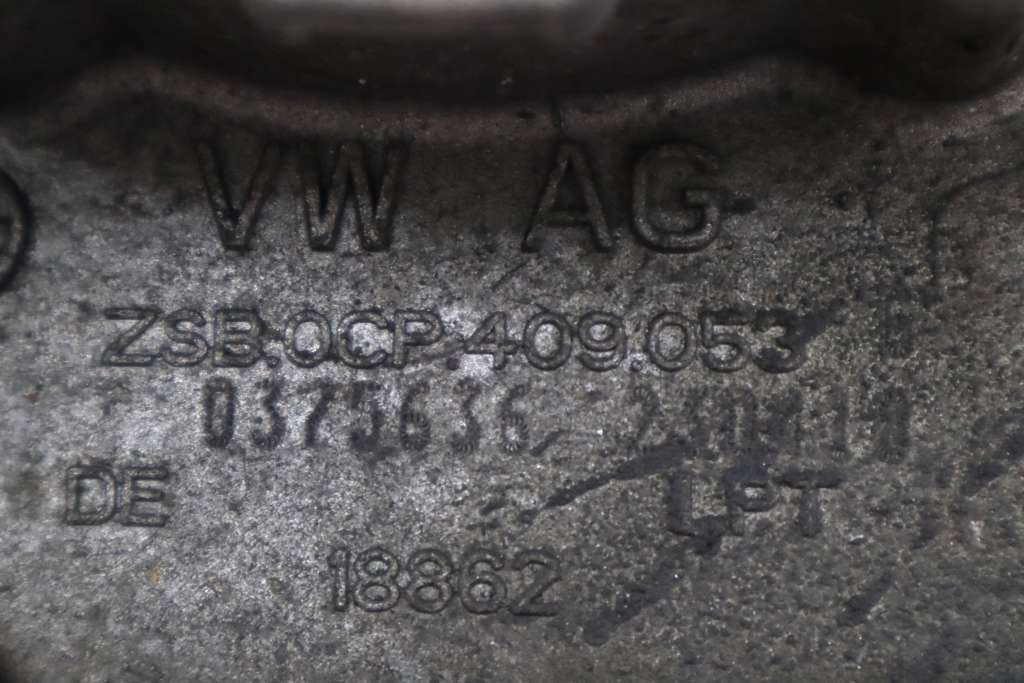 VW AG
ZSB.0CP.409.053
0375636
DE LPT
18862